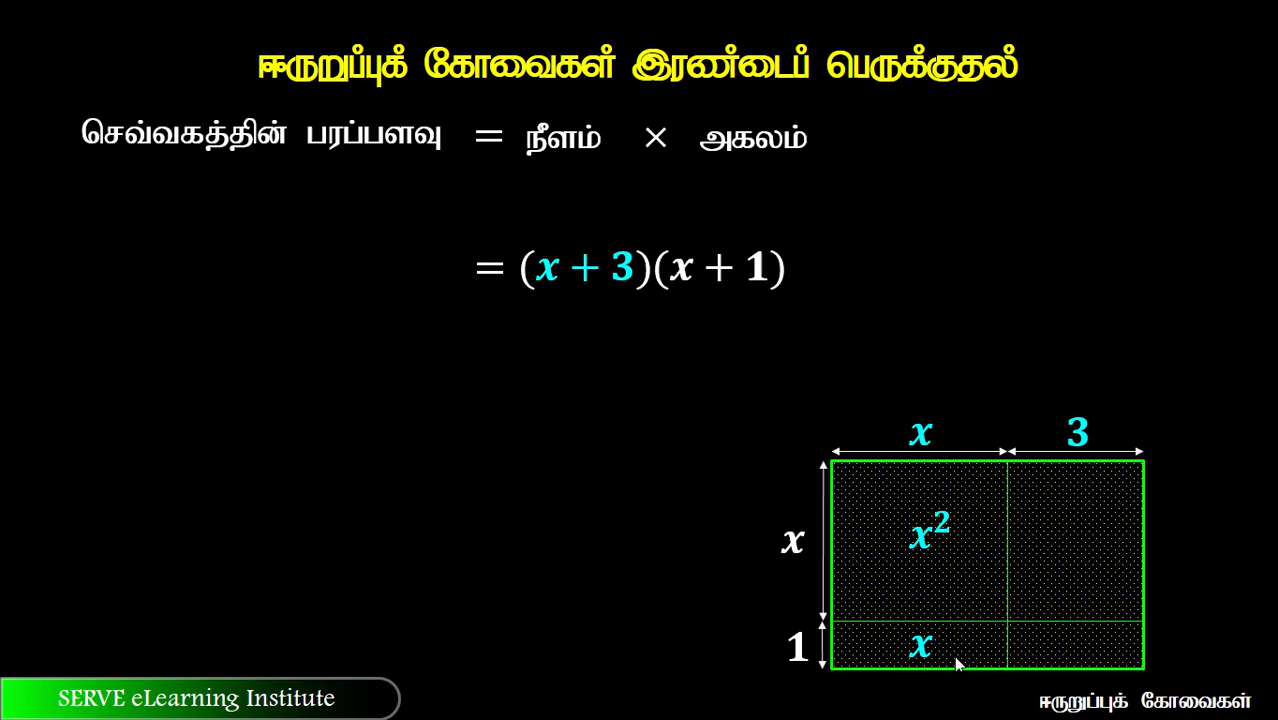 ஈருறுப்புக் கோவைகள் இரண்டைப் பெருக்குதல்
செவ்வகத்தின் பரப்பளவு = நீளம் × அகலம்
= (x + 3)(x + 1)
x 3
x x²
1 x
SERVE eLearning Institute
ஈருறுப்புக் கோவைகள்